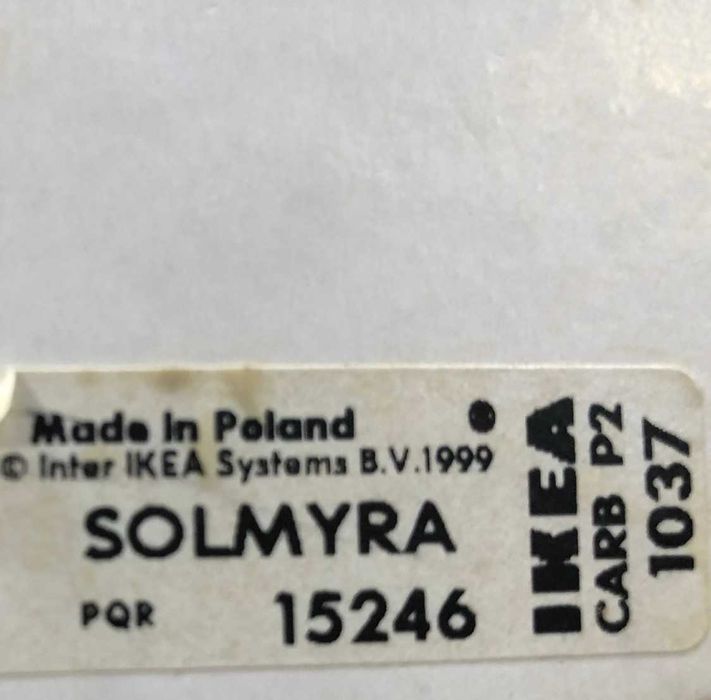 Made in Poland
© Inter IKEA Systems B.V.1999
SOLMYRA
PQR 15246
IKEA
CARB P2
1037